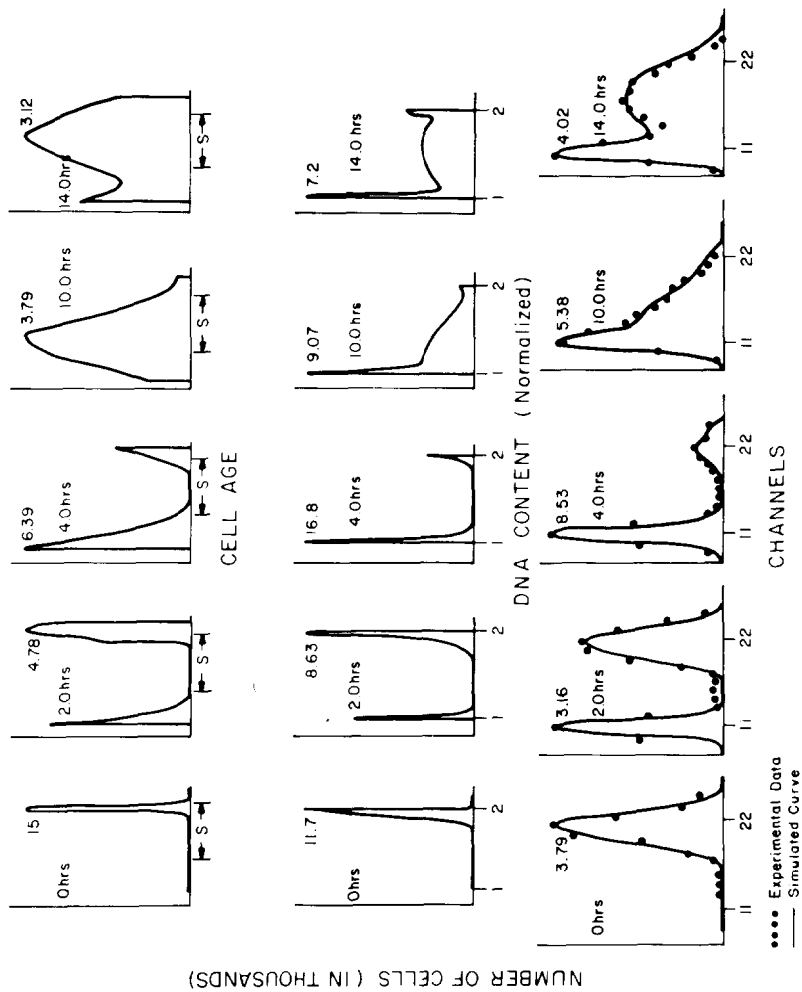 NUMBER OF CELLS (IN THOUSANDS)
0hrs
15
S
4.78
2.0hrs
S
6.39
4.0hrs
S
3.79
10.0hrs
S
14.0hr
3.12
S
CELL AGE
0hrs
11.7
1 2
8.63
2.0hrs
1 2
16.8
4.0hrs
1 2
9.07
10.0hrs
1 2
7.2
14.0hrs
1 2
DNA CONTENT (Normalized)
0hrs
3.79
11 22
3.16
2.0hrs
11 22
8.53
4.0hrs
11 22
5.38
10.0hrs
11 22
4.02
14.0hrs
11 22
CHANNELS
Experimental Data
Simulated Curve